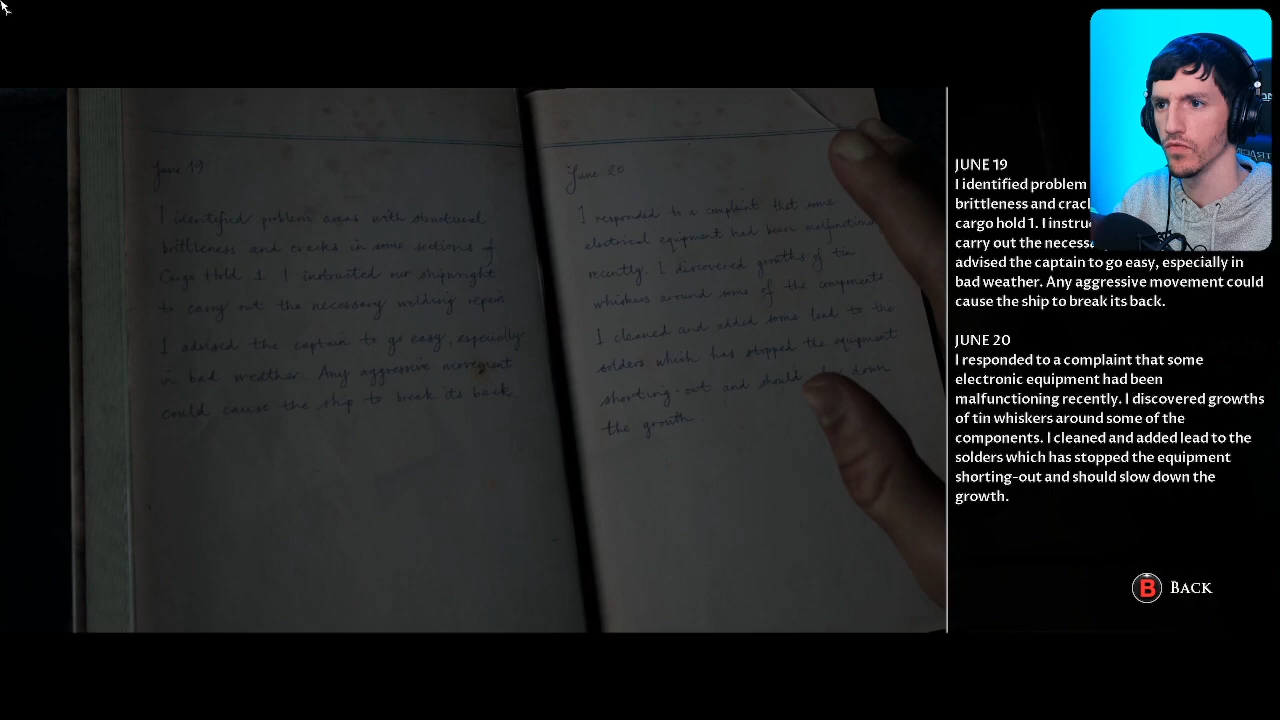 June 19
I identified problem areas with structural
brittleness and cracks in some sections of
Cargo Hold 1. I instructed our shipwright
to carry out the necessary welding repairs
I advised the captain to go easy, especially
in bad weather. Any aggressive movement
could cause the ship to break its back.
June 20
I responded to a complaint that some
electrical equipment had been malfunctioning
recently. I discovered growths of tin
whiskers around some of the components
I cleaned and added some lead to the
solders which has stopped the equipment
shorting-out and should down
the growth
JUNE 19
I identified problem
brittleness and
cargo hold 1. I
carry out the
advised the captain to go easy, especially in
bad weather. Any aggressive movement could
cause the ship to break its back.
JUNE 20
I responded to a complaint that some
electronic equipment had been
malfunctioning recently. I discovered growths
of tin whiskers around some of the
components. I cleaned and added lead to the
solders which has stopped the equipment
shorting-out and should slow down the
growth.
B BACK